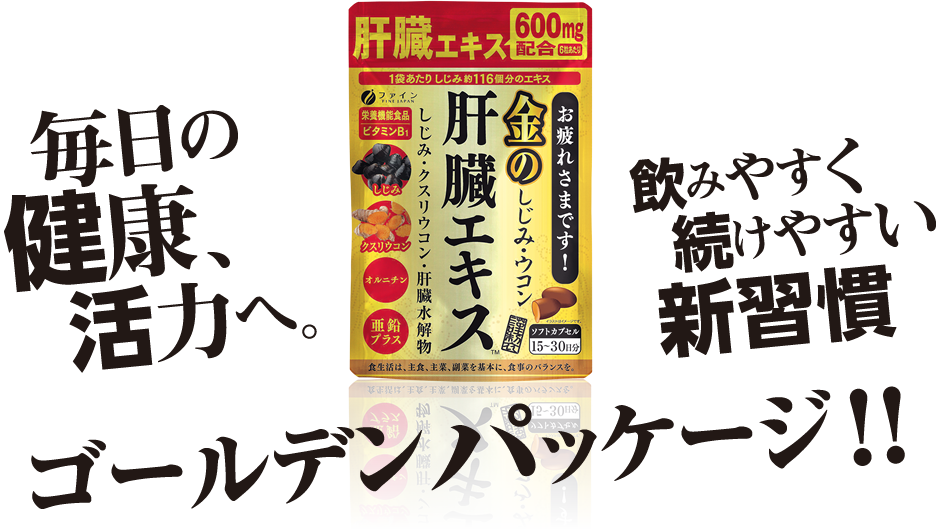 毎日の
健康、
活力へ。
肝臓エキス
600mg
配合 6粒あたり
1袋あたり しじみ 約116個分のエキス
ファイン
FINE JAPAN
栄養機能食品
ビタミンB1
しじみ
クスリウコン
オルニチン
亜鉛
プラス
お疲れさまです！
金の
しじみ・ウコン
肝臓エキス™
しじみ・クスリウコン・肝臓水解物
ソフトカプセル
15~30日分
食生活は、主食、主菜、副菜を基本に、食事のバランスを。
飲みやすく
続けやすい
新習慣
ゴールデンパッケージ!!